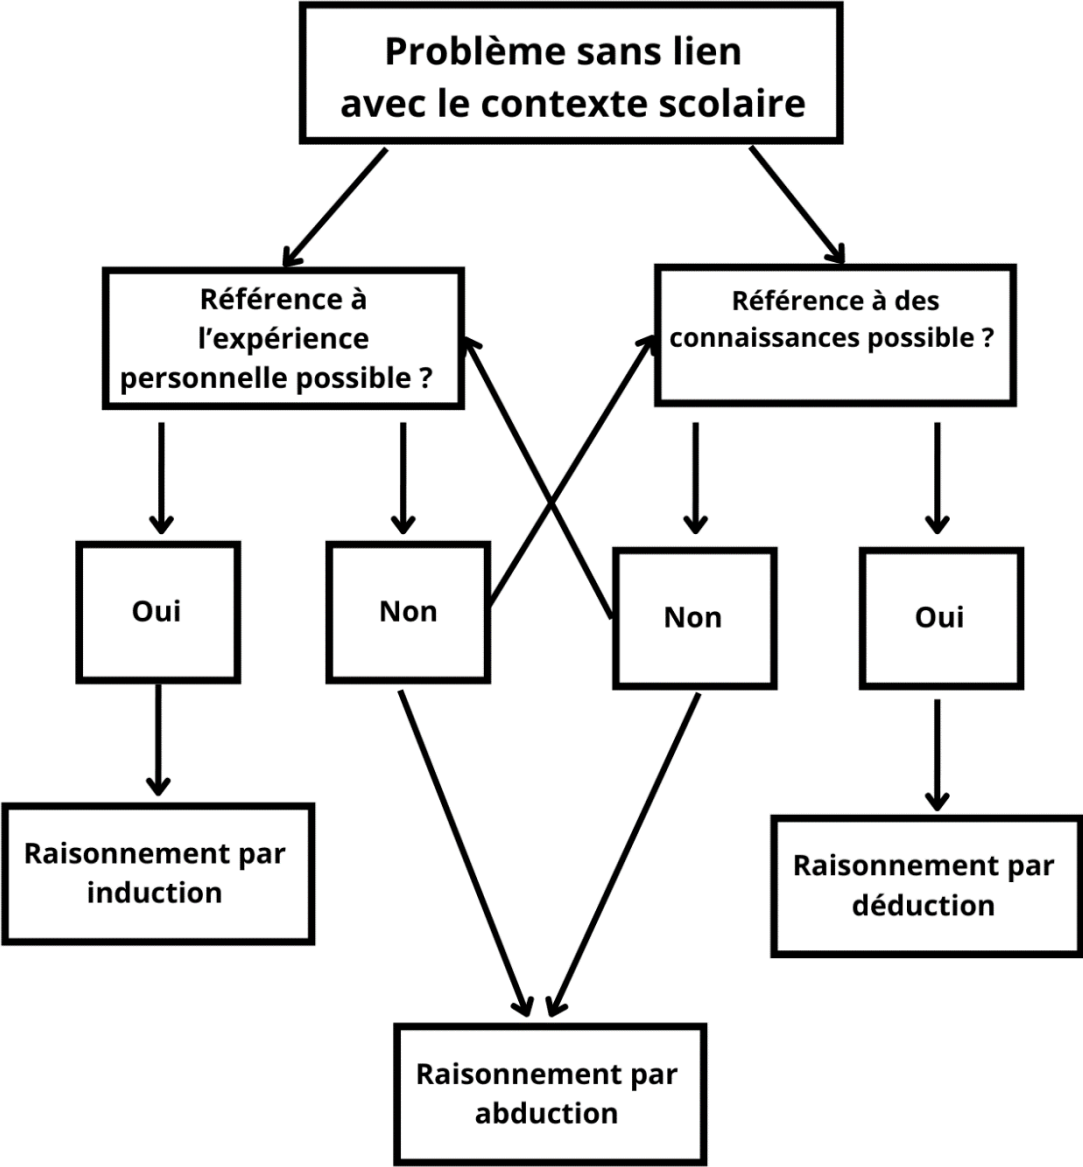 Problème sans lien
avec le contexte scolaire
Référence à
l’expérience
personnelle possible ?
Référence à des
connaissances possible ?
Oui
Non
Non
Oui
Raisonnement par
induction
Raisonnement par
déduction
Raisonnement par
abduction